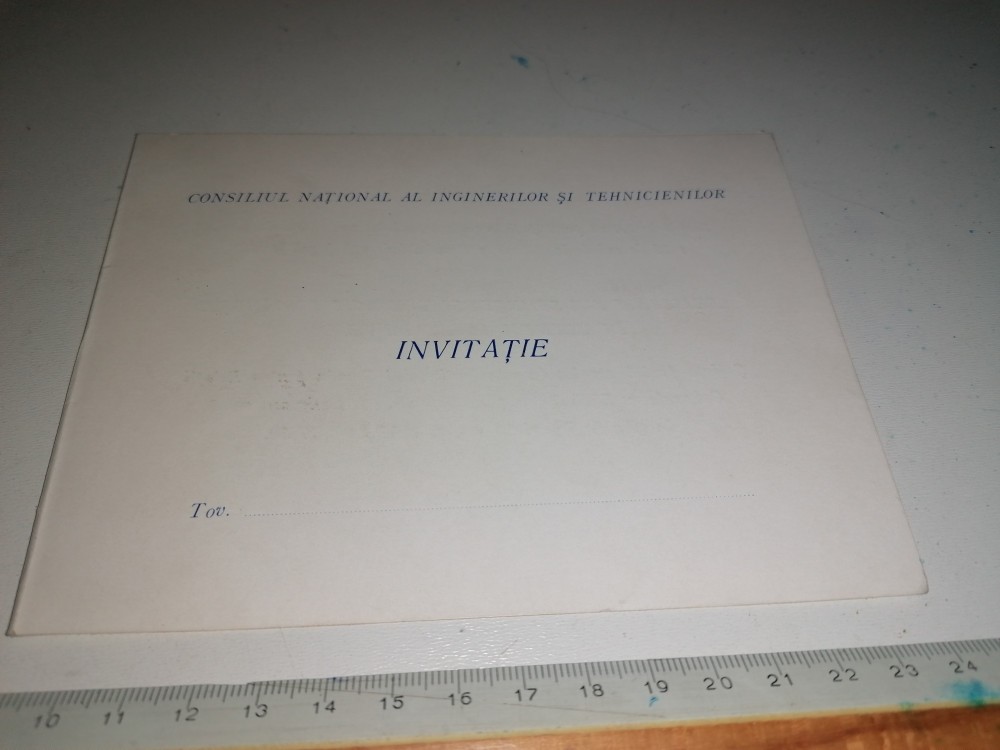 CONSILIUL NAȚIONAL AL INGINERILOR ȘI TEHNICIENILOR
INVITAȚIE
Tov. ........................................................
10 11 12 13 14 15 16 17 18 19 20 21 22 23 24